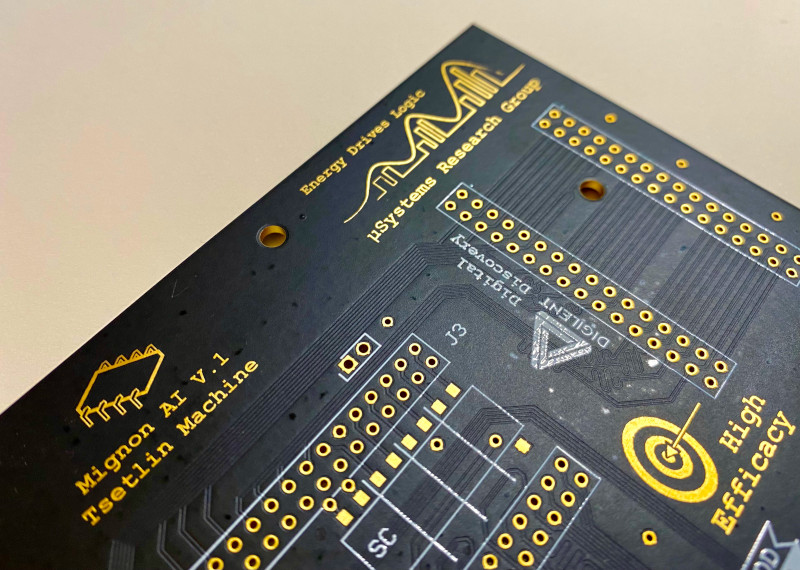 Energy Drives Logic
µSystems Research Group
Digital
Discovery
DIGILENT
J3
Mignon AI V.1
Tsetlin Machine
High
Efficacy
SC